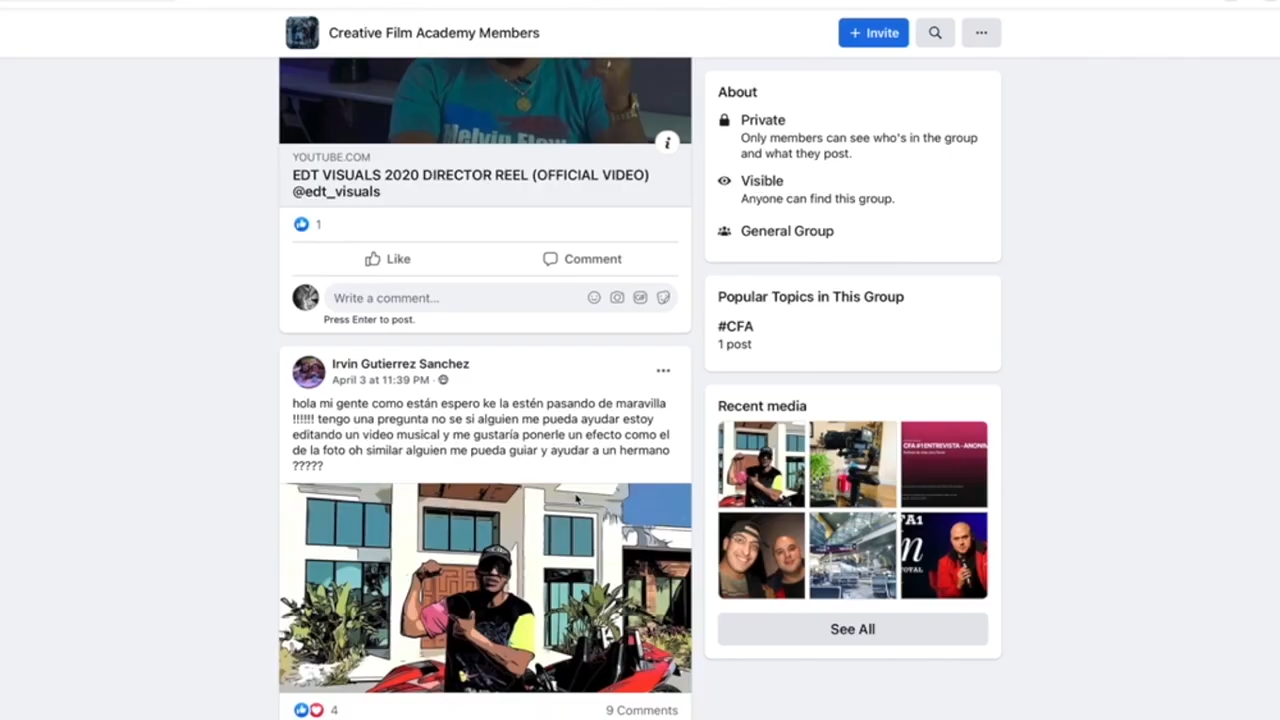 Creative Film Academy Members
+ Invite
YOUTUBE.COM
EDT VISUALS 2020 DIRECTOR REEL (OFFICIAL VIDEO)
@edt_visuals
1
Like
Comment
Write a comment...
Press Enter to post.
Irvin Gutierrez Sanchez
April 3 at 11:39 PM ·
hola mi gente como están espero ke la estén pasando de maravilla
!!!!!! tengo una pregunta no se si alguien me pueda ayudar estoy
editando un video musical y me gustaría ponerle un efecto como el
de la foto oh similar alguien me pueda guiar y ayudar a un hermano
?????
4
9 Comments
About
Private
Only members can see who's in the group
and what they post.
Visible
Anyone can find this group.
General Group
Popular Topics in This Group
#CFA
1 post
Recent media
CFA #1 ENTREVISTA - ANONIM
See All